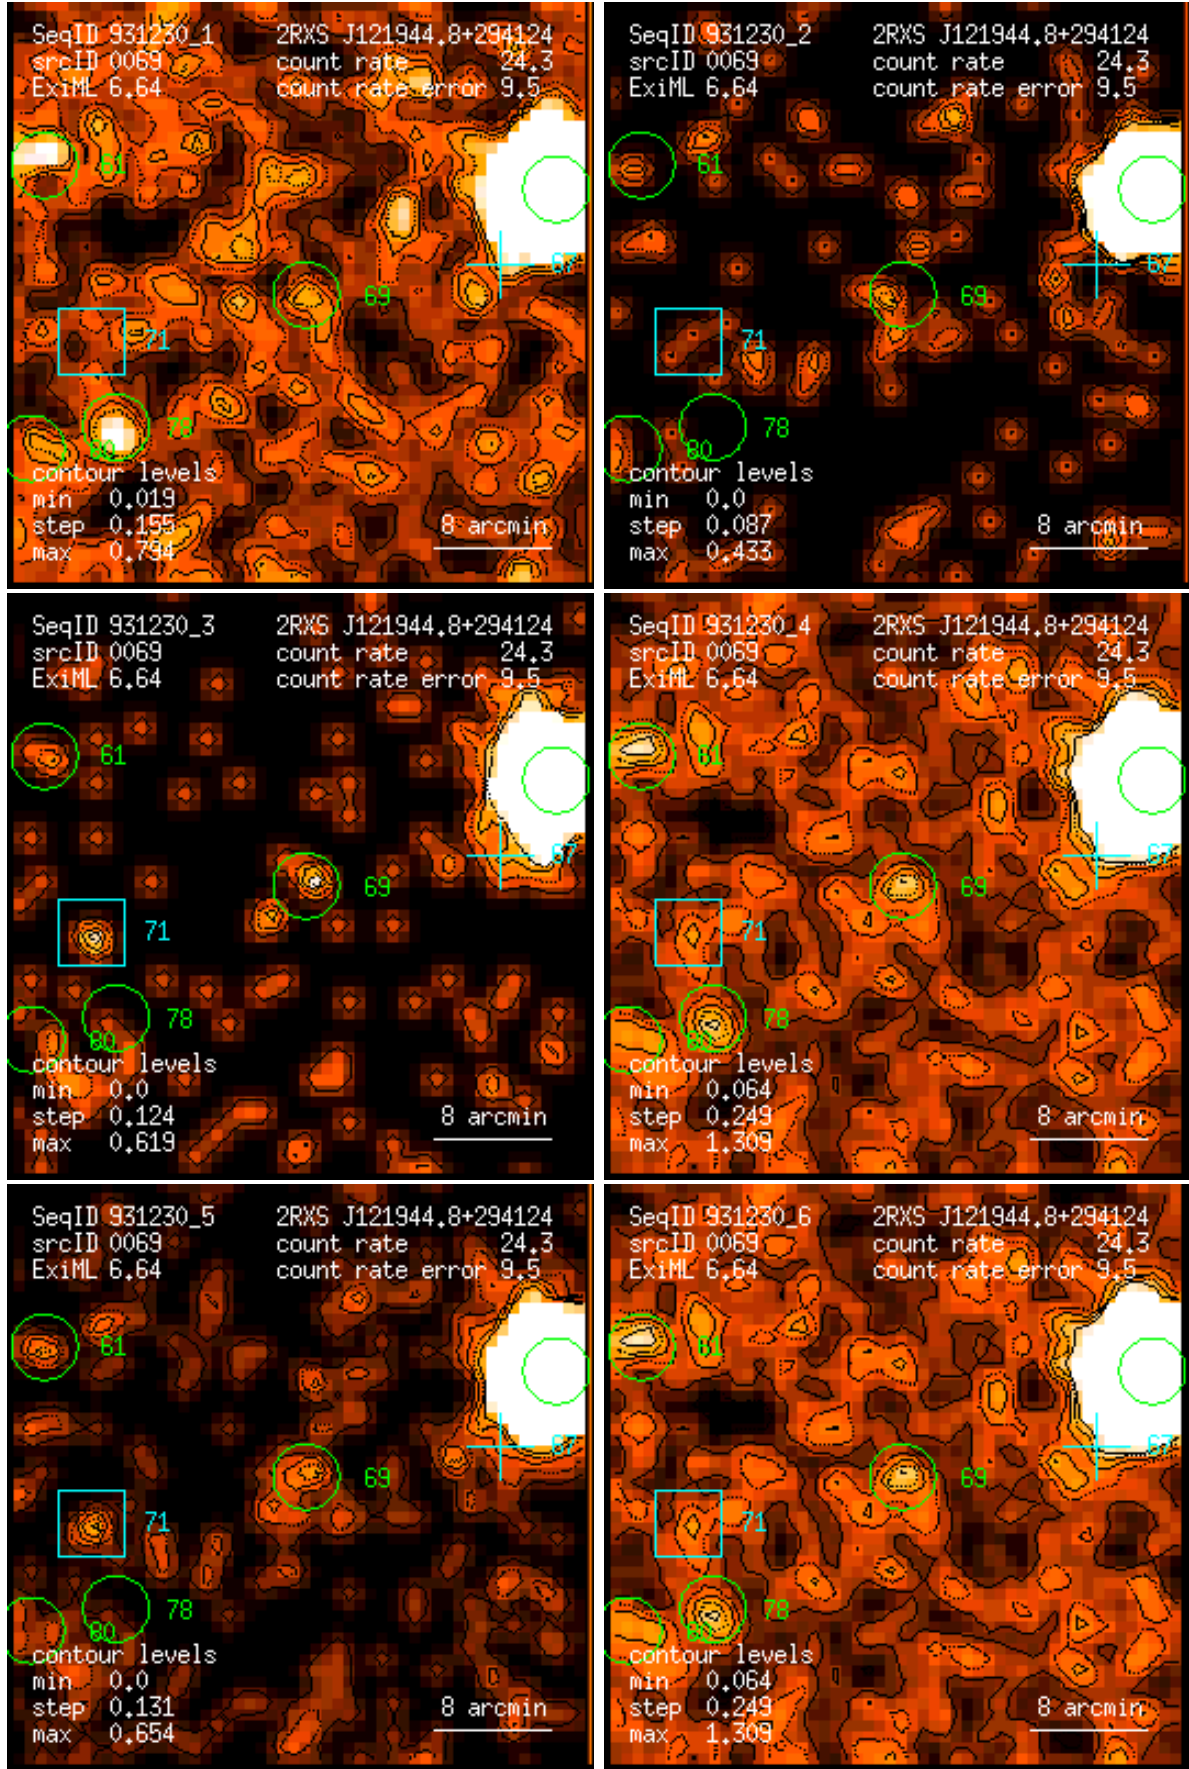 SeqID 931230_1 2RXS J121944.8+294124
srcID 0069 count rate 24.3
ExiML 6.64 count rate error 9.5
61
67
69
71
78
80
contour levels
min 0.019
step 0.155
max 0.794
8 arcmin
SeqID 931230_2 2RXS J121944.8+294124
srcID 0069 count rate 24.3
ExiML 6.64 count rate error 9.5
61
67
69
71
78
80
contour levels
min 0.0
step 0.087
max 0.433
8 arcmin
SeqID 931230_3 2RXS J121944.8+294124
srcID 0069 count rate 24.3
ExiML 6.64 count rate error 9.5
61
67
69
71
78
80
contour levels
min 0.0
step 0.124
max 0.619
8 arcmin
SeqID 931230_4 2RXS J121944.8+294124
srcID 0069 count rate 24.3
ExiML 6.64 count rate error 9.5
61
67
69
71
78
80
contour levels
min 0.064
step 0.249
max 1.309
8 arcmin
SeqID 931230_5 2RXS J121944.8+294124
srcID 0069 count rate 24.3
ExiML 6.64 count rate error 9.5
61
67
69
71
78
80
contour levels
min 0.0
step 0.131
max 0.654
8 arcmin
SeqID 931230_6 2RXS J121944.8+294124
srcID 0069 count rate 24.3
ExiML 6.64 count rate error 9.5
61
67
69
71
78
80
contour levels
min 0.064
step 0.249
max 1.309
8 arcmin